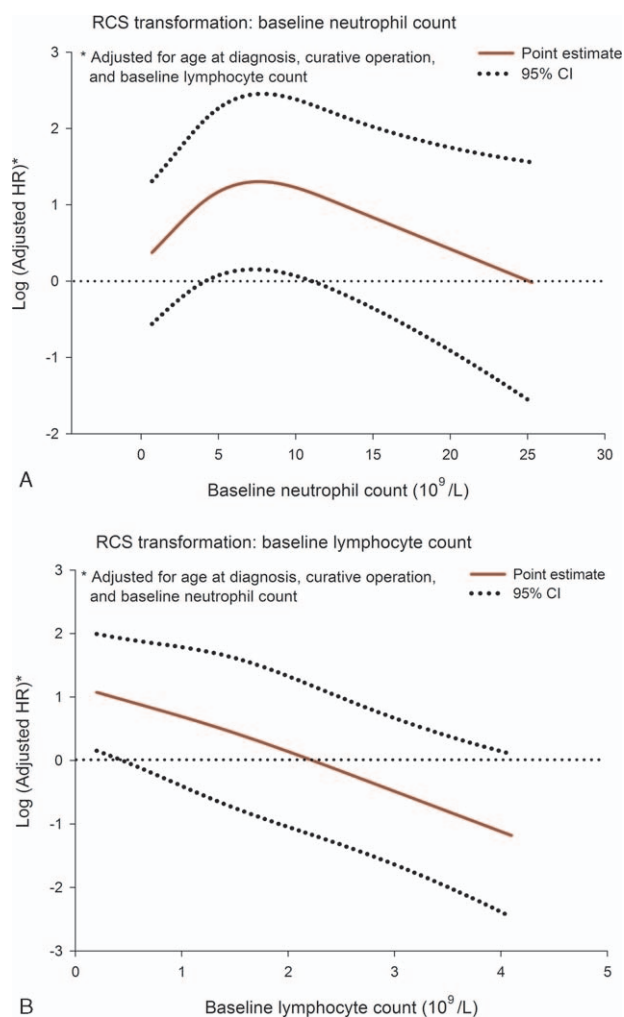 RCS transformation: baseline neutrophil count
* Adjusted for age at diagnosis, curative operation,
and baseline lymphocyte count
Point estimate
95% CI
Log (Adjusted HR)*
3
2
1
0
-1
-2
0 5 10 15 20 25 30
A
Baseline neutrophil count (10⁹/L)
RCS transformation: baseline lymphocyte count
* Adjusted for age at diagnosis, curative operation,
and baseline neutrophil count
Point estimate
95% CI
Log (Adjusted HR)*
3
2
1
0
-1
-2
-3
0 1 2 3 4 5
B
Baseline lymphocyte count (10⁹/L)